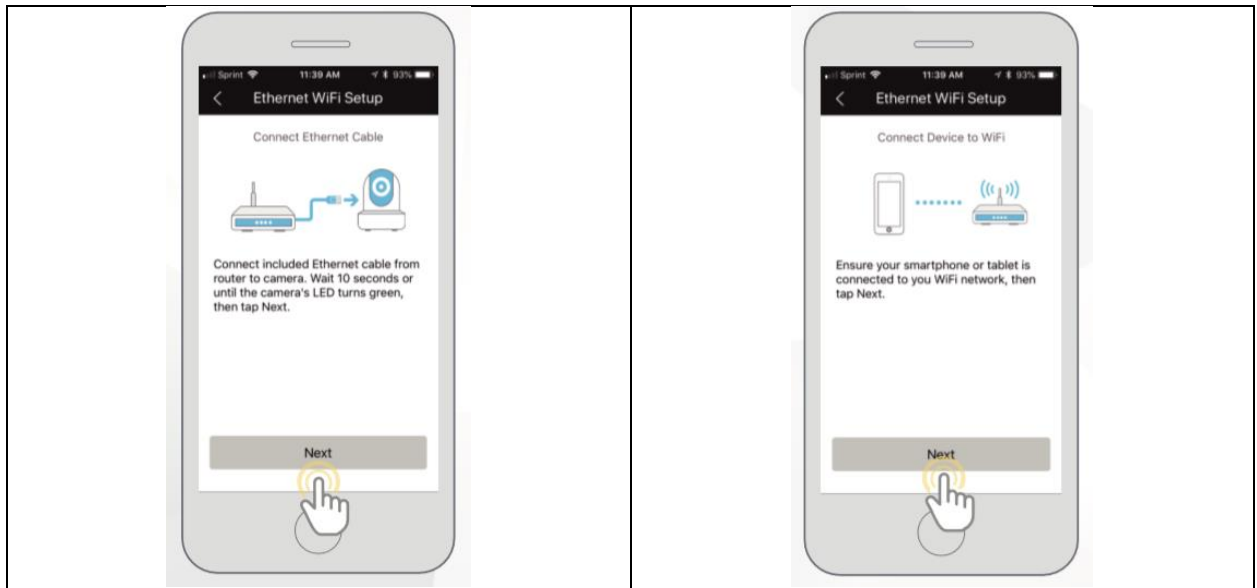 Sprint 11:39 AM 93%
Ethernet WiFi Setup
Connect Ethernet Cable
Connect included Ethernet cable from
router to camera. Wait 10 seconds or
until the camera's LED turns green,
then tap Next.
Next
Sprint 11:39 AM 93%
Ethernet WiFi Setup
Connect Device to WiFi
Ensure your smartphone or tablet is
connected to you WiFi network, then
tap Next.
Next